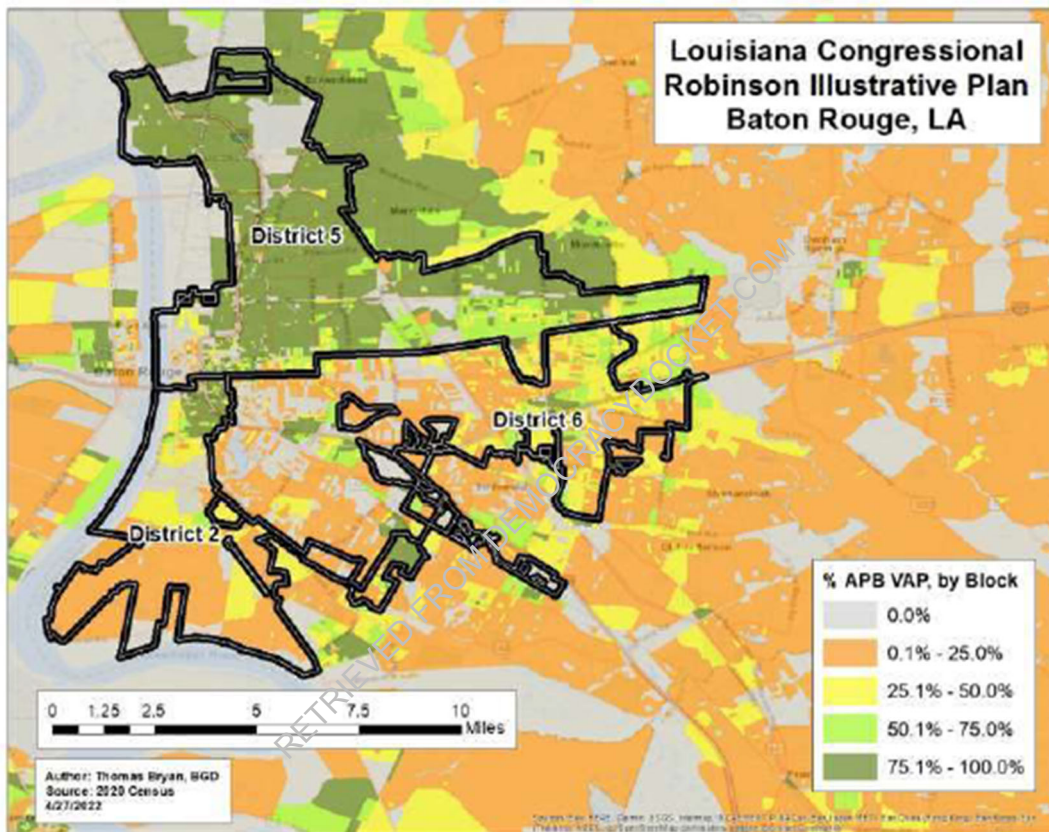 Louisiana Congressional
Robinson Illustrative Plan
Baton Rouge, LA
District 5
Baton Rouge
District 6
District 2
RETRIEVED FROM DEMOCRACYDOCKET.COM
% APB VAP, by Block
0.0%
0.1% - 25.0%
25.1% - 50.0%
50.1% - 75.0%
75.1% - 100.0%
0 1.25 2.5 5 7.5 10
Miles
Author: Thomas Bryan, BGD
Source: 2020 Census
4/27/2022